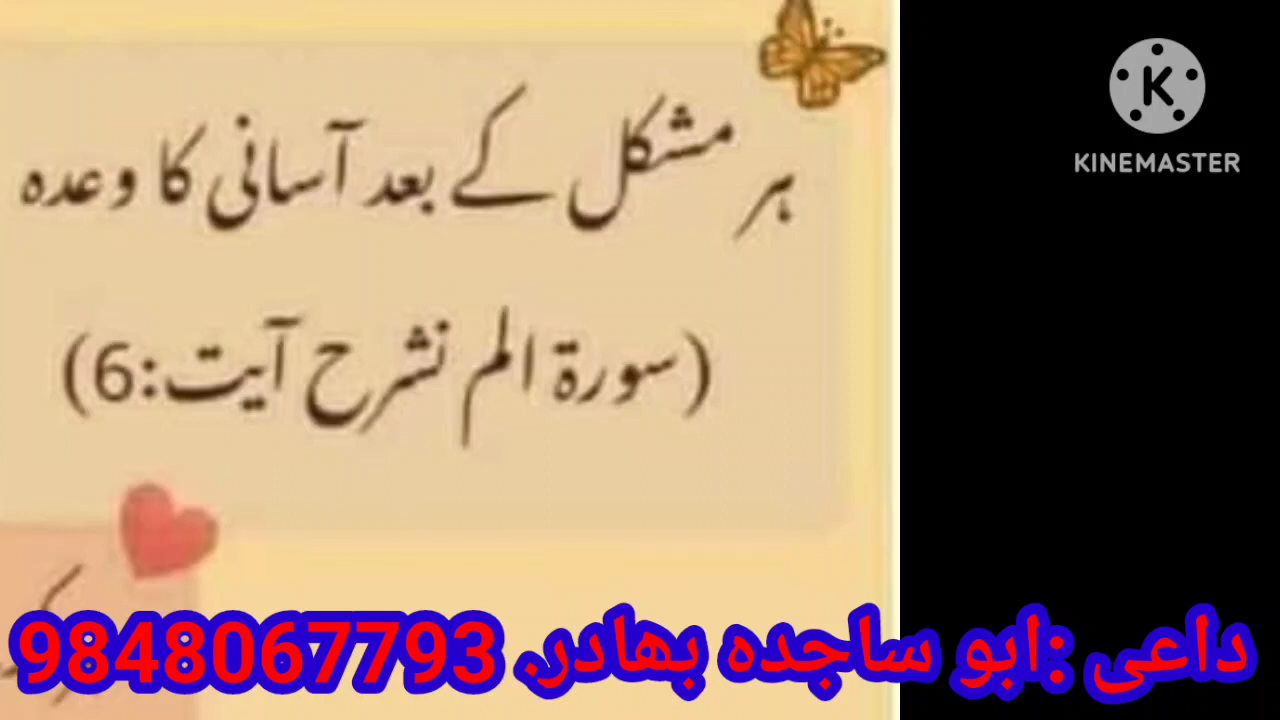 ہر مشکل کے بعد آسانی کا وعدہ
(سورۃ الم نشرح آیت:6)
KINEMASTER
داعی :ابو ساجدہ بھادر. 9848067793